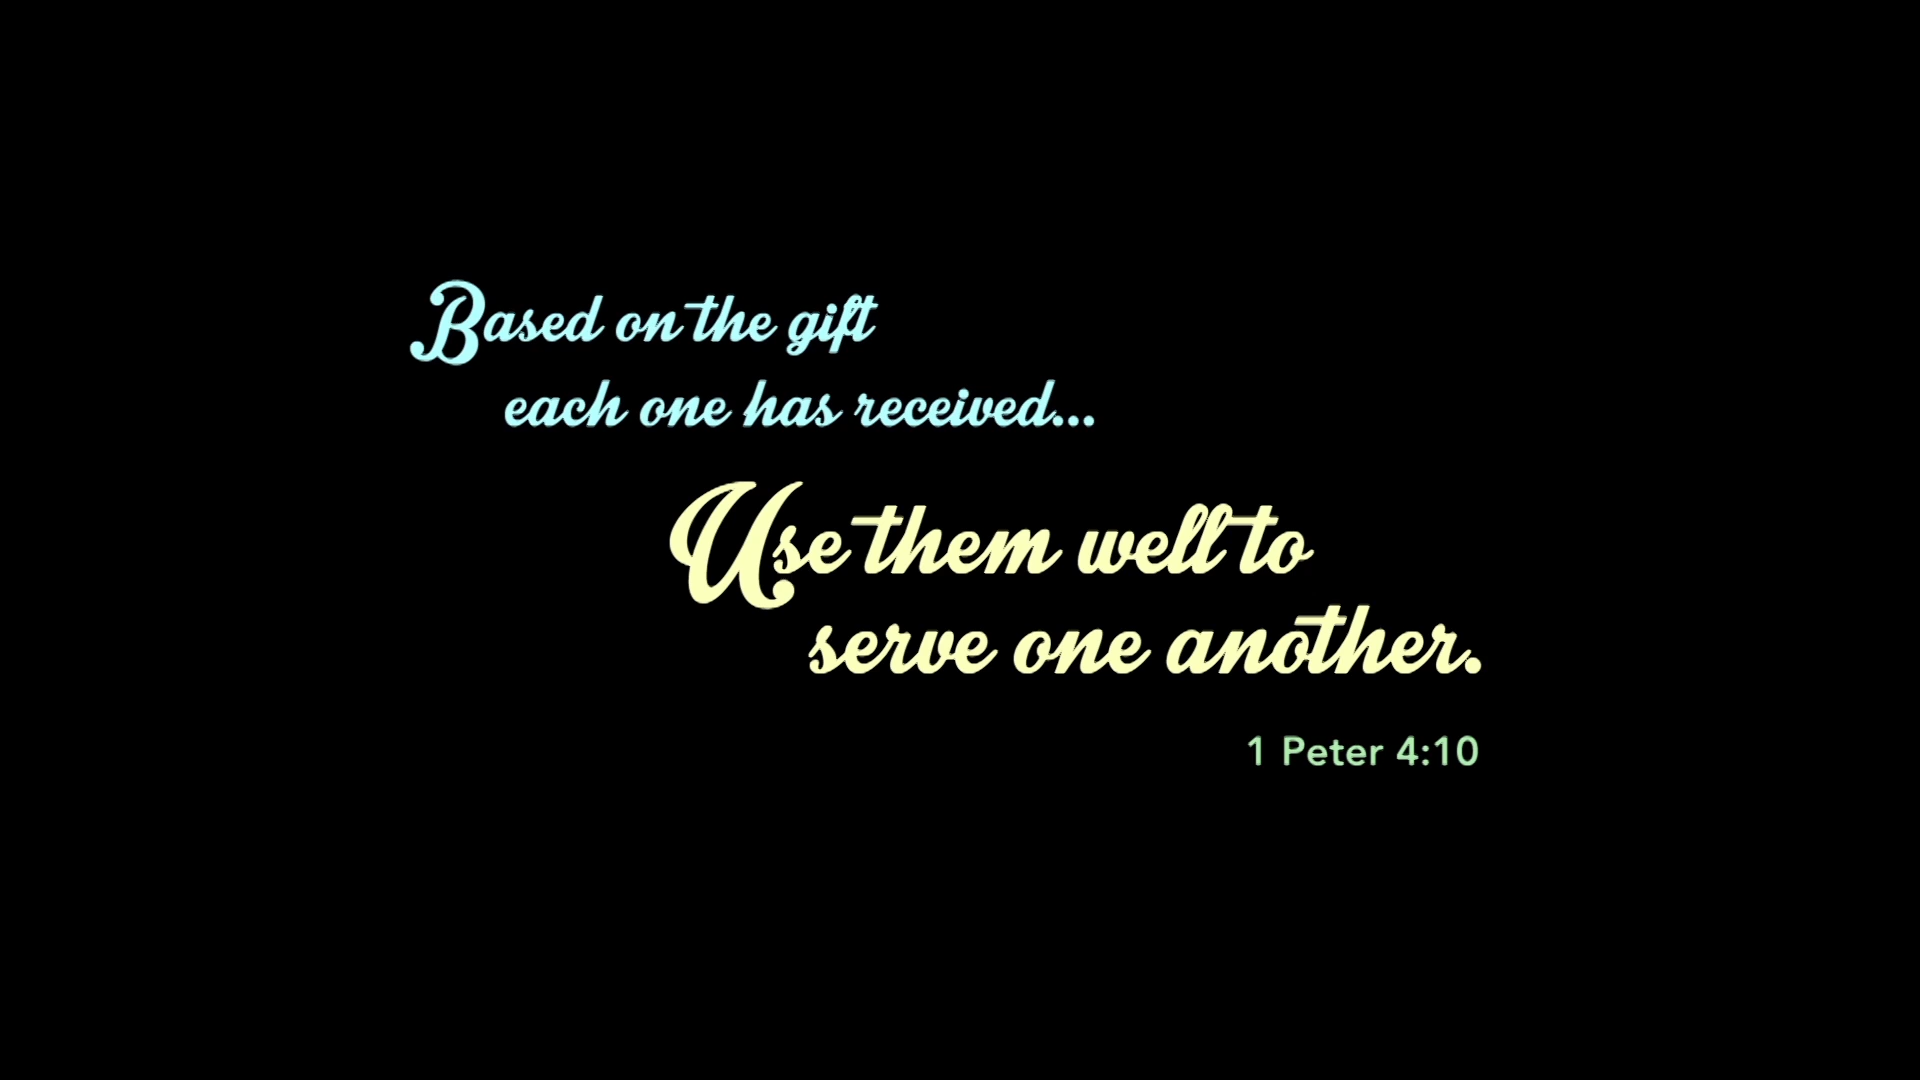 Based on the gift
each one has received...
Use them well to
serve one another.
1 Peter 4:10